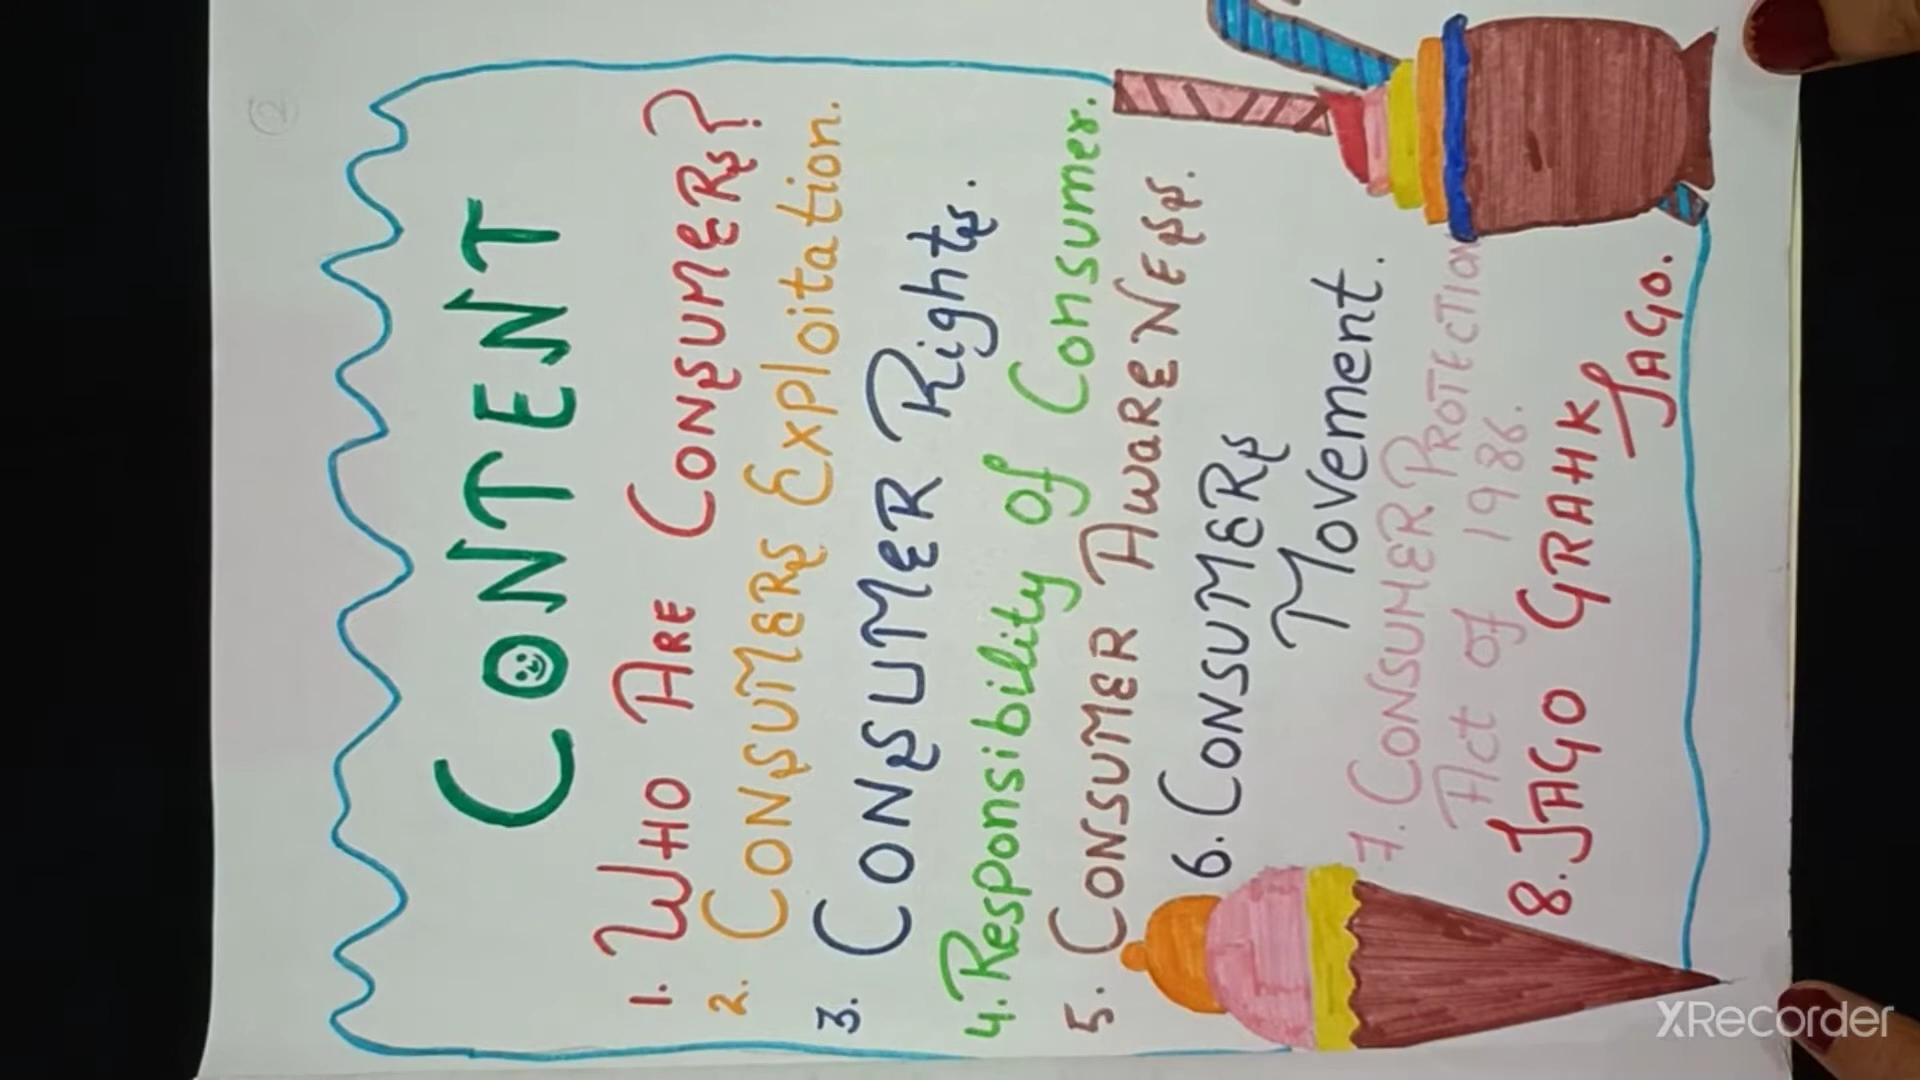 ②
CONTENT
1. WHO ARE CONSUMERS?
2. CONSUMERS Exploitation.
3. CONSUMER Rights.
4. Responsibility of Consumer.
5. CONSUMER AWARENESS.
6. CONSUMERS
Movement.
7. CONSUMER PROTECTION
Act of 1986.
8. JAGO GRAHK
JAGO.
XRecorder